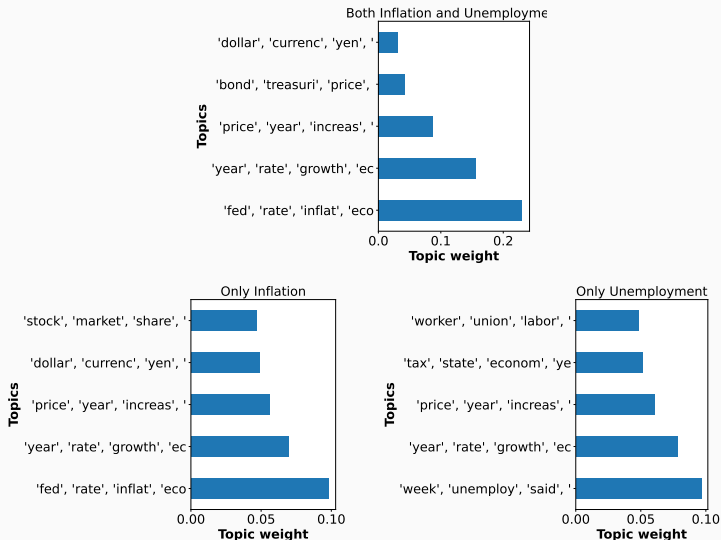 Both Inflation and Unemployme
'dollar', 'currenc', 'yen', '
'bond', 'treasuri', 'price',
'price', 'year', 'increas', '
'year', 'rate', 'growth', 'ec
'fed', 'rate', 'inflat', 'eco
Topics
0.0 0.1 0.2
Topic weight
Only Inflation
'stock', 'market', 'share', '
'dollar', 'currenc', 'yen', '
'price', 'year', 'increas', '
'year', 'rate', 'growth', 'ec
'fed', 'rate', 'inflat', 'eco
Topics
0.00 0.05 0.10
Topic weight
Only Unemployment
'worker', 'union', 'labor', '
'tax', 'state', 'econom', 'ye
'price', 'year', 'increas', '
'year', 'rate', 'growth', 'ec
'week', 'unemploy', 'said', '
Topics
0.00 0.05 0.10
Topic weight